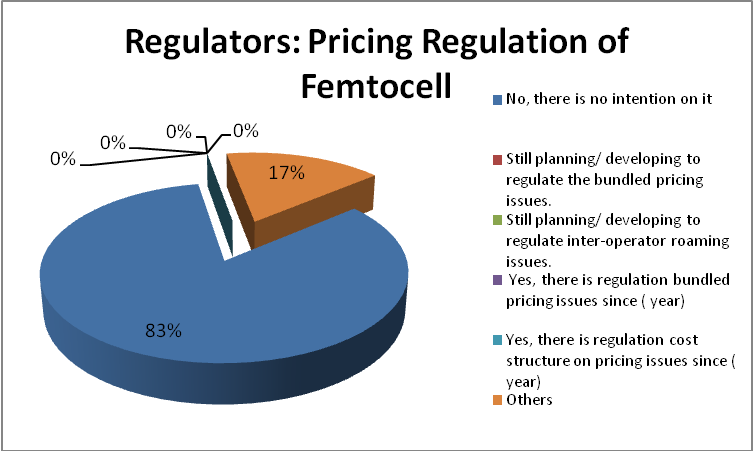 Regulators: Pricing Regulation of
Femtocell
No, there is no intention on it
0%
0%
0%
0%
17%
83%
Still planning/ developing to
regulate the bundled pricing
issues.
Still planning/ developing to
regulate inter-operator roaming
issues.
Yes, there is regulation bundled
pricing issues since ( year)
Yes, there is regulation cost
structure on pricing issues since (
year)
Others